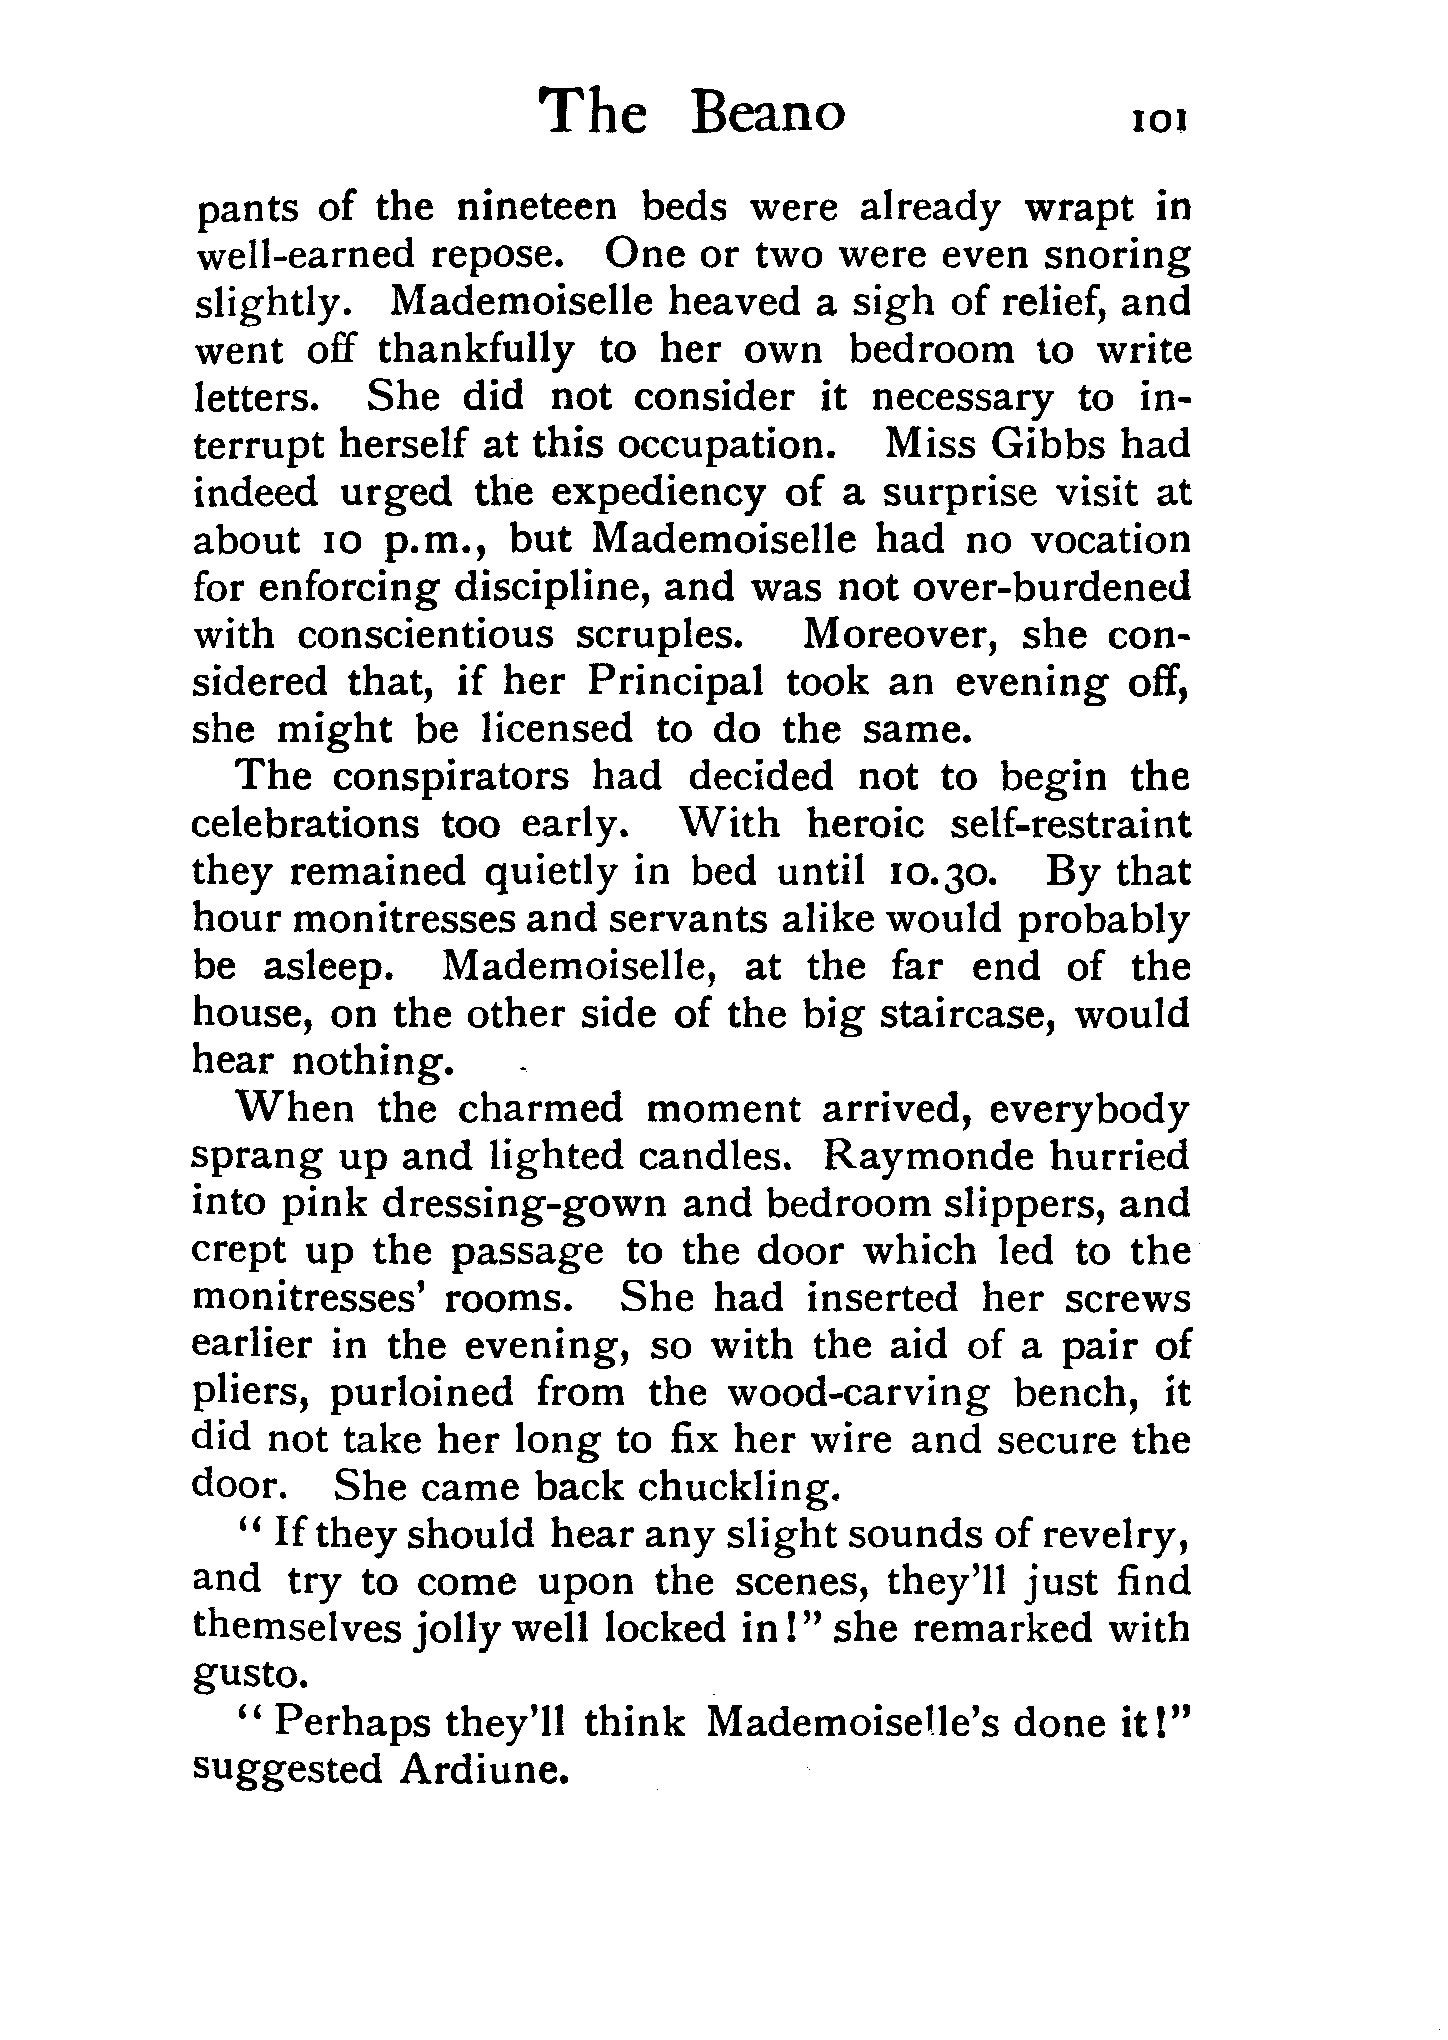 The Beano 101
pants of the nineteen beds were already wrapt in
well-earned repose. One or two were even snoring
slightly. Mademoiselle heaved a sigh of relief, and
went off thankfully to her own bedroom to write
letters. She did not consider it necessary to in-
terrupt herself at this occupation. Miss Gibbs had
indeed urged the expediency of a surprise visit at
about 10 p.m., but Mademoiselle had no vocation
for enforcing discipline, and was not over-burdened
with conscientious scruples. Moreover, she con-
sidered that, if her Principal took an evening off,
she might be licensed to do the same.
The conspirators had decided not to begin the
celebrations too early. With heroic self-restraint
they remained quietly in bed until 10.30. By that
hour monitresses and servants alike would probably
be asleep. Mademoiselle, at the far end of the
house, on the other side of the big staircase, would
hear nothing.
When the charmed moment arrived, everybody
sprang up and lighted candles. Raymonde hurried
into pink dressing-gown and bedroom slippers, and
crept up the passage to the door which led to the
monitresses' rooms. She had inserted her screws
earlier in the evening, so with the aid of a pair of
pliers, purloined from the wood-carving bench, it
did not take her long to fix her wire and secure the
door. She came back chuckling.
"If they should hear any slight sounds of revelry,
and try to come upon the scenes, they'll just find
themselves jolly well locked in!" she remarked with
gusto.
"Perhaps they'll think Mademoiselle's done it!"
suggested Ardiune.